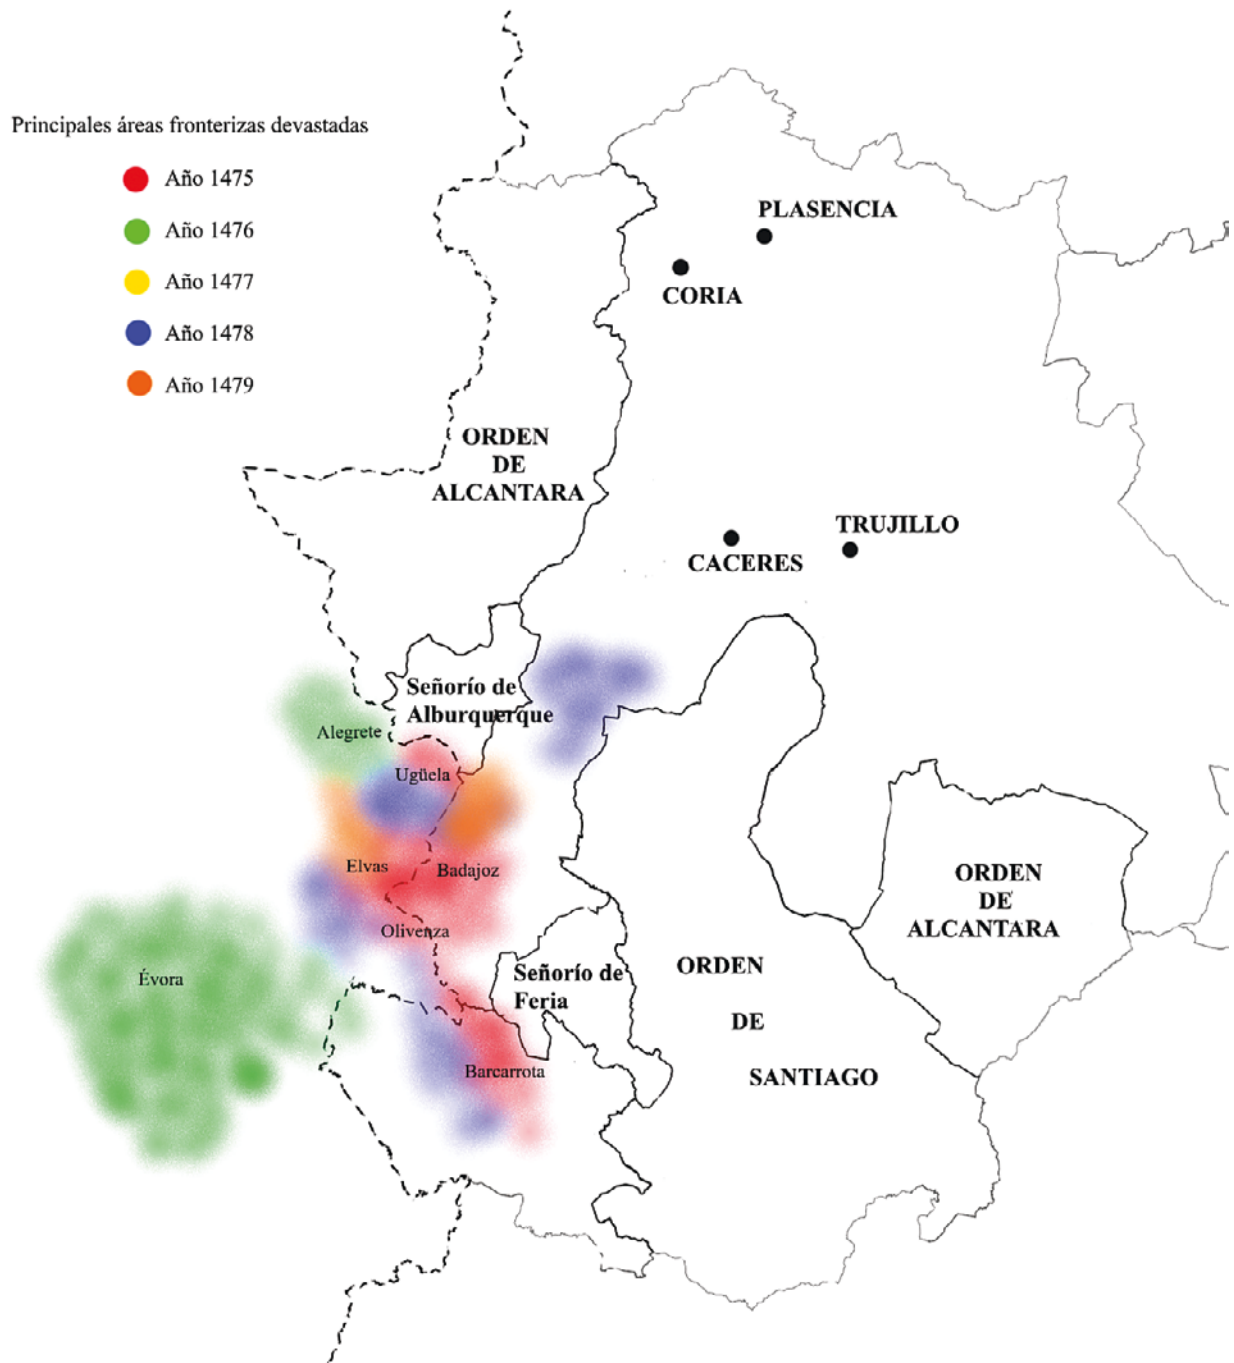 Principales áreas fronterizas devastadas
Año 1475
Año 1476
Año 1477
Año 1478
Año 1479
PLASENCIA
CORIA
ORDEN
DE
ALCANTARA
TRUJILLO
CACERES
Señorío de
Alburquerque
Alegrete
Ugüela
Elvas
Badajoz
Olivenza
Évora
Señorío de
Feria
Barcarrota
ORDEN
DE
SANTIAGO
ORDEN
DE
ALCANTARA